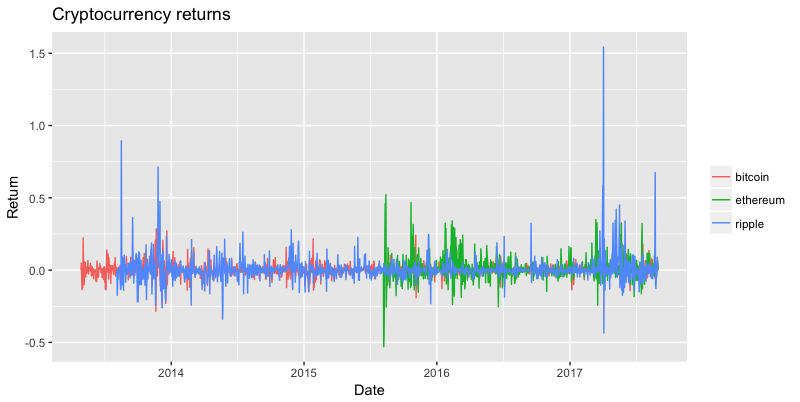 Cryptocurrency returns
1.5
1.0
0.5
0.0
-0.5
Return
2014 2015 2016 2017
Date
bitcoin
ethereum
ripple